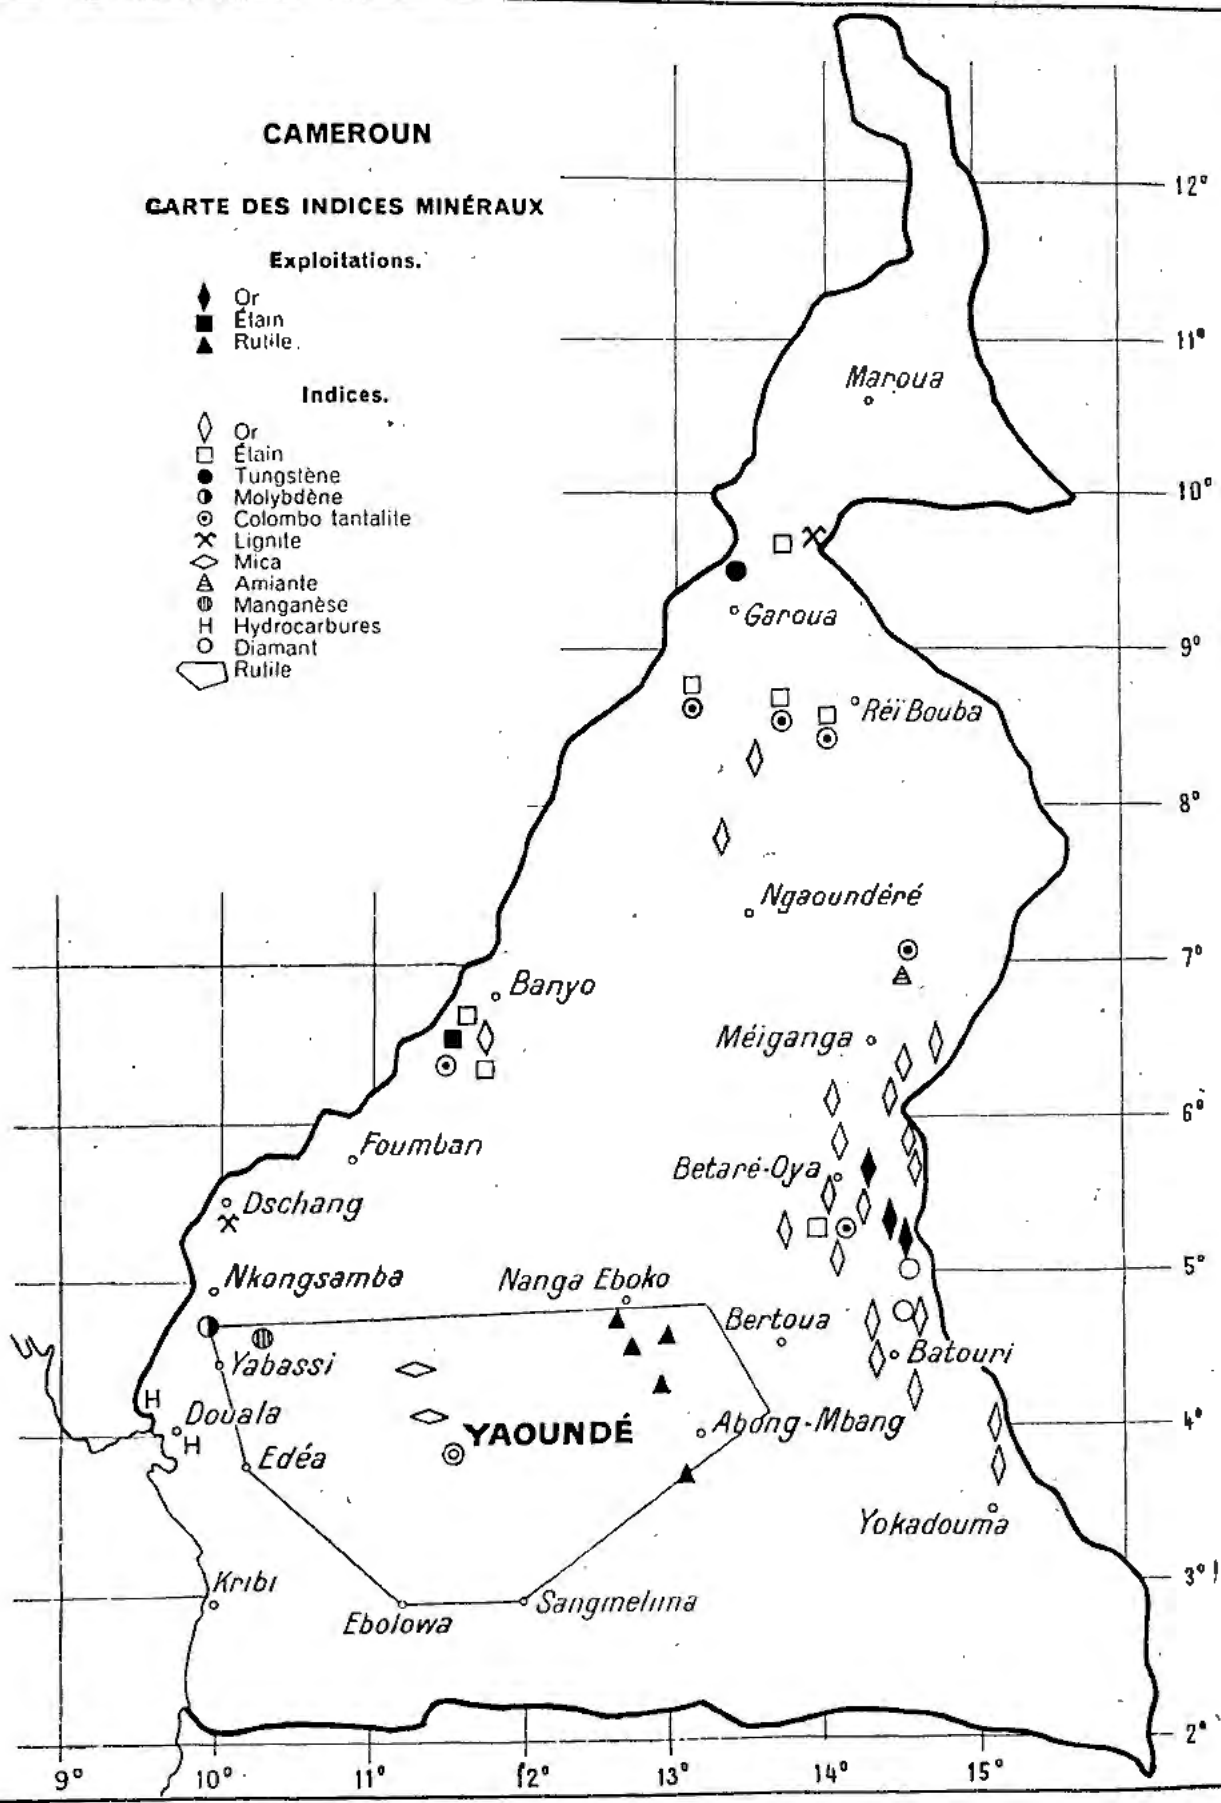 CAMEROUN
CARTE DES INDICES MINÉRAUX
Exploitations.
Or
Étain
Rutile.
Indices.
Or
Étain
Tungstène
Molybdène
Colombo tantalite
Lignite
Mica
Amiante
Manganèse
H Hydrocarbures
Diamant
Rutile
12°
11°
Maroua
10°
Garoua
9°
Réï Bouba
8°
Ngaoundéré
7°
Banyo
Méiganga
6°
Foumban
Betaré-Oya
Dschang
5°
Nkongsamba
Nanga Eboko
Bertoua
Yabassi
Batouri
H
Douala
Abong-Mbang
4°
YAOUNDÉ
H
Edéa
Yokadouma
3°
Kribi
Ebolowa
Sangmelima
2°
9° 10° 11° 12° 13° 14° 15°